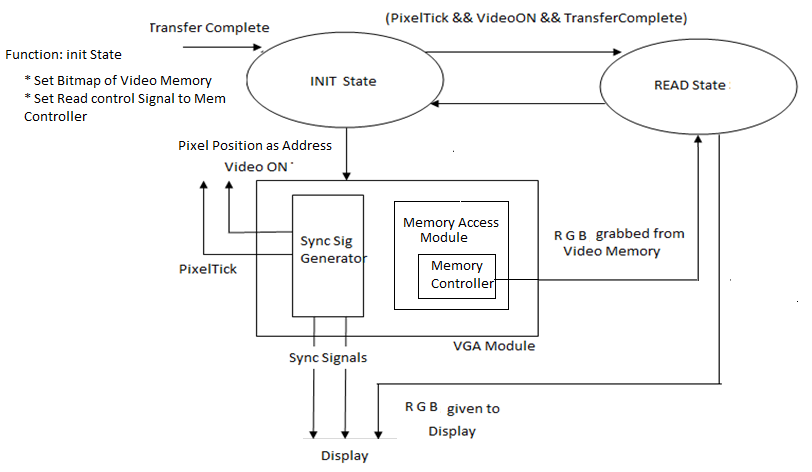 (PixelTick && VideoON && TransferComplete)
Transfer Complete
Function: init State
* Set Bitmap of Video Memory
* Set Read control Signal to Mem
Controller
INIT State
READ State
Pixel Position as Address
Video ON
Sync Sig
Generator
Memory Access
Module
Memory
Controller
R G B grabbed from
Video Memory
PixelTick
VGA Module
Sync Signals
R G B given to
Display
Display